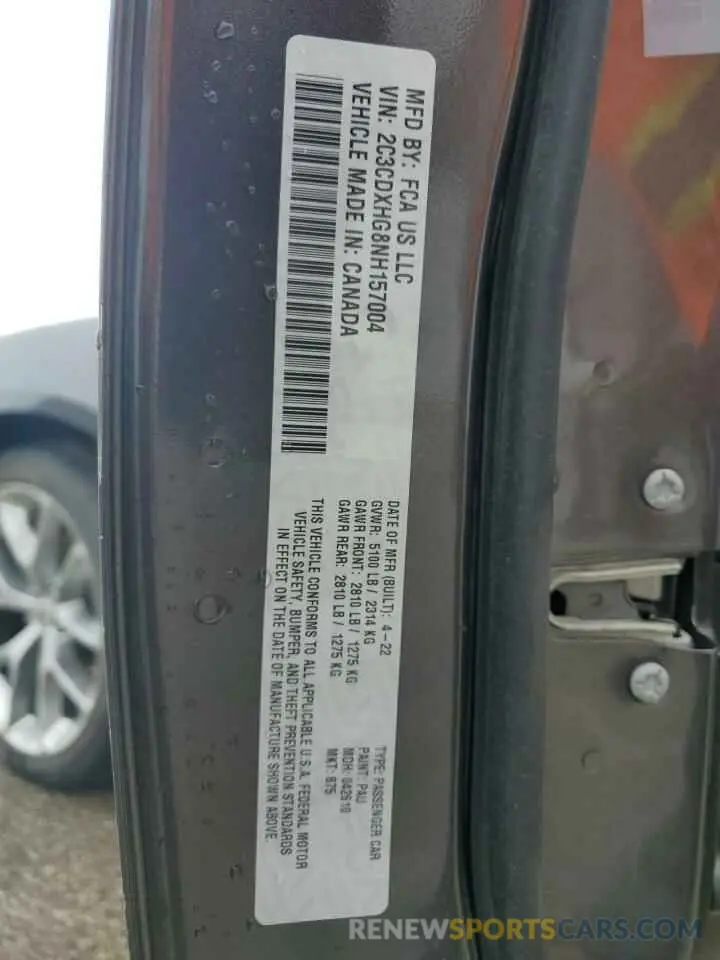 MFD BY: FCA US LLC
VIN: 2C3CDXHG8NH157004
VEHICLE MADE IN: CANADA
DATE OF MFR (BUILT): 4-22
GVWR: 5100 LB / 2314 KG
GAWR FRONT: 2810 LB / 1275 KG
GAWR REAR: 2810 LB / 1275 KG
THIS VEHICLE CONFORMS TO ALL APPLICABLE U.S.A. FEDERAL MOTOR
VEHICLE SAFETY, BUMPER, AND THEFT PREVENTION STANDARDS
IN EFFECT ON THE DATE OF MANUFACTURE SHOWN ABOVE.
TYPE: PASSENGER CAR
PAINT: PAU
MDH: 042610
MKT: B75
RENEWSPORTSCARS.COM